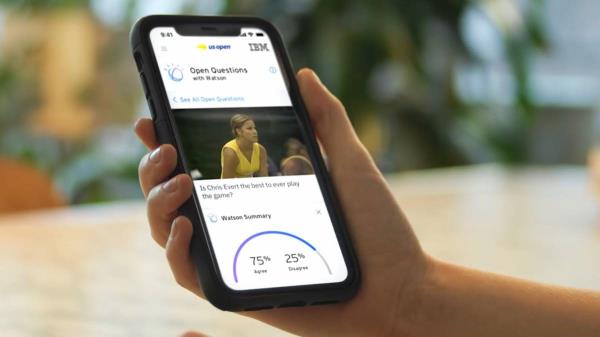 9:41
us open
IBM
Open Questions
with Watson
See All Open Questions
Is Chris Evert the best to ever play
the game?
Watson Summary
75%
25%
Agree
Disagree